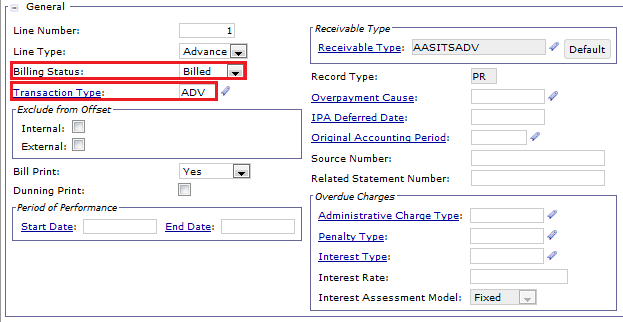 General
Line Number: 1
Line Type: Advance
Billing Status: Billed
Transaction Type: ADV
Exclude from Offset
Internal:
External:
Bill Print: Yes
Dunning Print:
Period of Performance
Start Date: End Date:
Receivable Type
Receivable Type: AASITSADV Default
Record Type: PR
Overpayment Cause:
IPA Deferred Date:
Original Accounting Period:
Source Number:
Related Statement Number:
Overdue Charges
Administrative Charge Type:
Penalty Type:
Interest Type:
Interest Rate:
Interest Assessment Model: Fixed